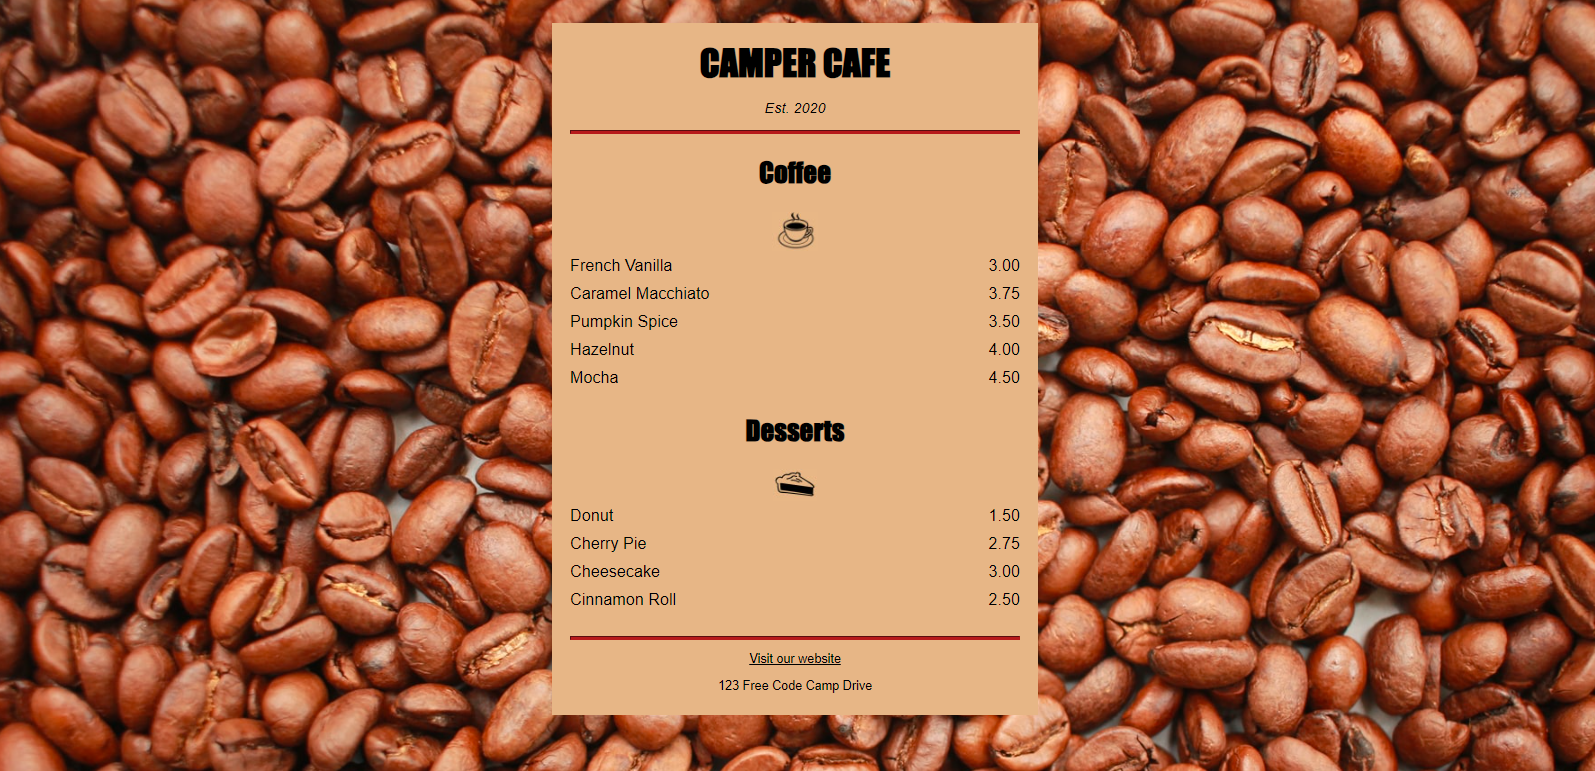 CAMPER CAFE
Est. 2020
Coffee
French Vanilla 3.00
Caramel Macchiato 3.75
Pumpkin Spice 3.50
Hazelnut 4.00
Mocha 4.50
Desserts
Donut 1.50
Cherry Pie 2.75
Cheesecake 3.00
Cinnamon Roll 2.50
Visit our website
123 Free Code Camp Drive